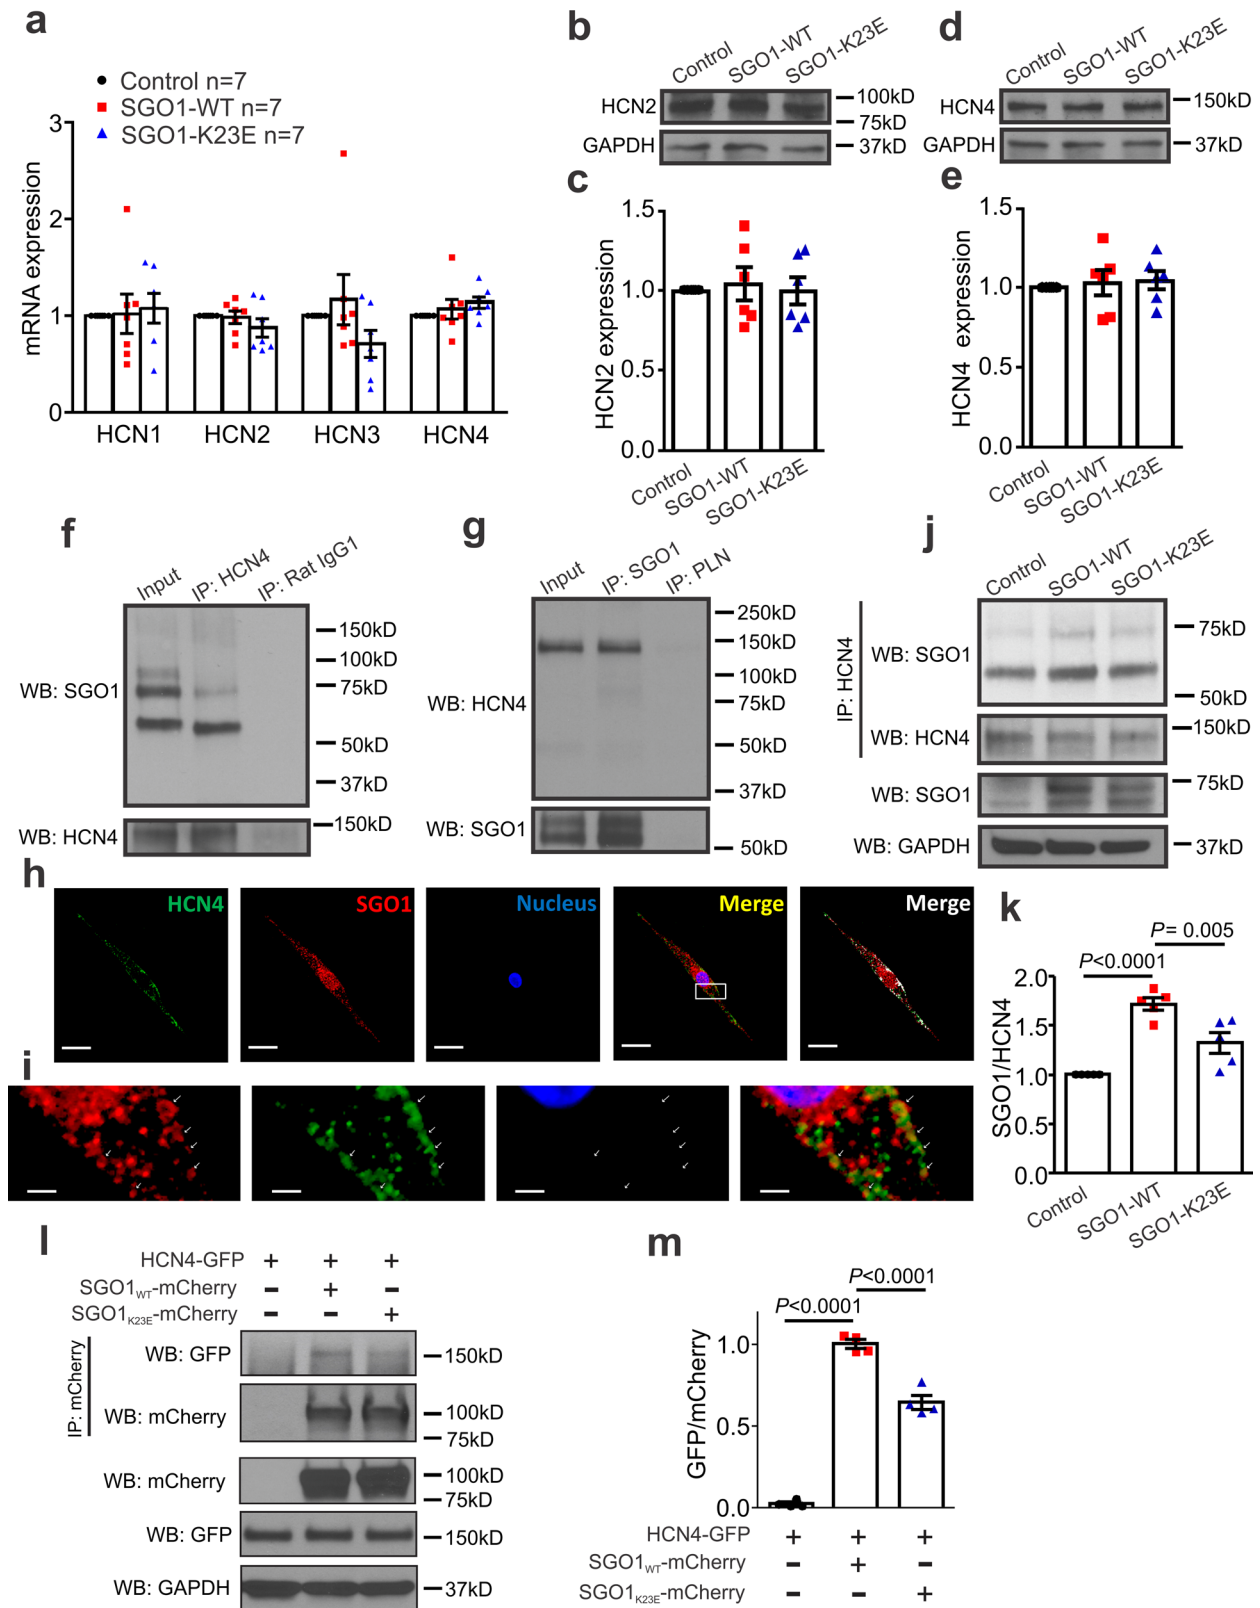 a
Control n=7
SGO1-WT n=7
SGO1-K23E n=7
mRNA expression
3
2
1
0
HCN1 HCN2 HCN3 HCN4
b
Control SGO1-WT SGO1-K23E
HCN2
100kD
75kD
GAPDH
37kD
c
HCN2 expression
1.5
1.0
0.5
0.0
Control SGO1-WT SGO1-K23E
d
Control SGO1-WT SGO1-K23E
HCN4
150kD
GAPDH
37kD
e
HCN4 expression
1.5
1.0
0.5
0.0
Control SGO1-WT SGO1-K23E
f
Input IP: HCN4 IP: Rat IgG1
WB: SGO1
150kD
100kD
75kD
50kD
37kD
WB: HCN4
150kD
g
Input IP: SGO1 IP: PLN
WB: HCN4
250kD
150kD
100kD
75kD
50kD
37kD
WB: SGO1
50kD
j
Control SGO1-WT SGO1-K23E
IP: HCN4
WB: SGO1
75kD
50kD
WB: HCN4
150kD
WB: SGO1
75kD
WB: GAPDH
37kD
h
HCN4 SGO1 Nucleus Merge Merge
i
k
P= 0.005
P<0.0001
SGO1/HCN4
2.0
1.5
1.0
0.5
0.0
Control SGO1-WT SGO1-K23E
l
HCN4-GFP + + +
SGO1WT-mCherry - + -
SGO1K23E-mCherry - - +
IP: mCherry
WB: GFP
150kD
WB: mCherry
100kD
75kD
WB: mCherry
100kD
75kD
WB: GFP
150kD
WB: GAPDH
37kD
m
P<0.0001
P<0.0001
GFP/mCherry
1.0
0.5
0.0
HCN4-GFP + + +
SGO1WT-mCherry - + -
SGO1K23E-mCherry - - +